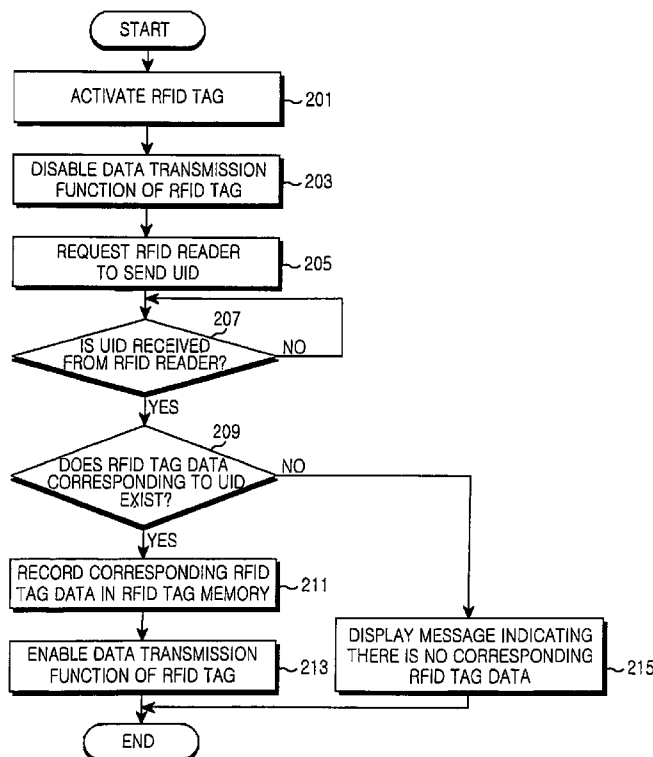 START
ACTIVATE RFID TAG
201
DISABLE DATA TRANSMISSION
FUNCTION OF RFID TAG
203
REQUEST RFID READER
TO SEND UID
205
207
IS UID RECEIVED
FROM RFID READER?
NO
YES
209
DOES RFID TAG DATA
CORRESPONDING TO UID
EXIST?
NO
YES
RECORD CORRESPONDING RFID
TAG DATA IN RFID TAG MEMORY
211
ENABLE DATA TRANSMISSION
FUNCTION OF RFID TAG
213
DISPLAY MESSAGE INDICATING
THERE IS NO CORRESPONDING
RFID TAG DATA
215
END